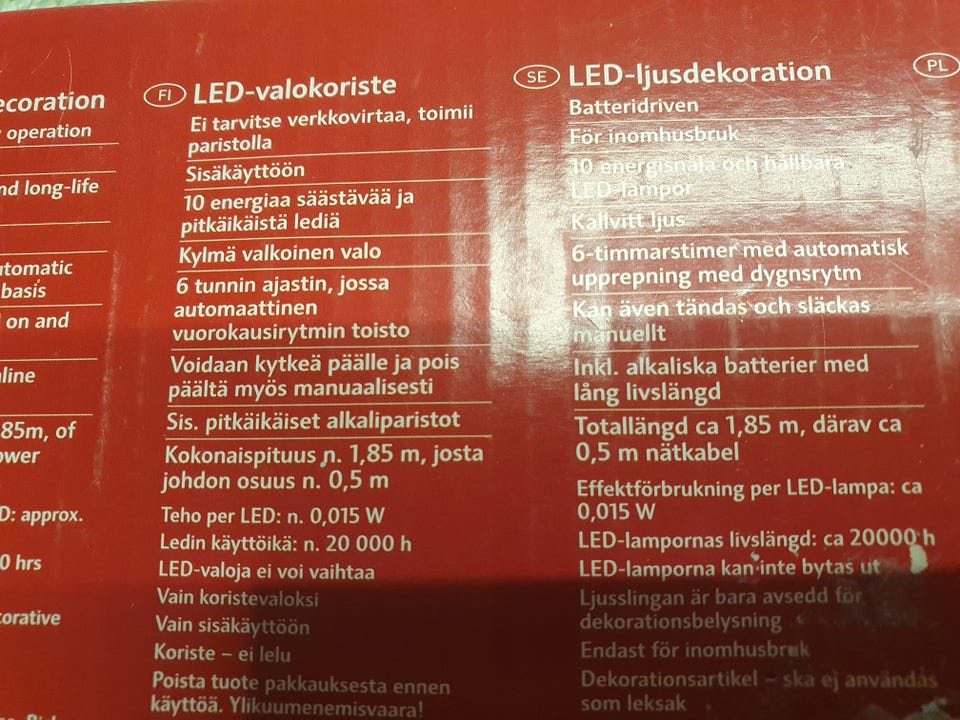 ecoration
operation
nd long-life
utomatic
basis
on and
line
85m, of
ower
D: approx.
0 hrs
corative
FI LED-valokoriste
Ei tarvitse verkkovirtaa, toimii
paristolla
Sisäkäyttöön
10 energiaa säästävää ja
pitkäikäistä lediä
Kylmä valkoinen valo
6 tunnin ajastin, jossa
automaattinen
vuorokausirytmin toisto
Voidaan kytkeä päälle ja pois
päältä myös manuaalisesti
Sis. pitkäikäiset alkaliparistot
Kokonaispituus n. 1,85 m, josta
johdon osuus n. 0,5 m
Teho per LED: n. 0,015 W
Ledin käyttöikä: n. 20 000 h
LED-valoja ei voi vaihtaa
Vain koristevaloksi
Vain sisäkäyttöön
Koriste – ei lelu
Poista tuote pakkauksesta ennen
käyttöä. Ylikuumenemisvaara!
SE LED-ljusdekoration
Batteridriven
För inomhusbruk
10 energisnåla och hållbara
LED-lampor
Kallvitt ljus
6-timmarstimer med automatisk
upprepning med dygnsrytm
Kan även tändas och släckas
manuellt
Inkl. alkaliska batterier med
lång livslängd
Totallängd ca 1,85 m, därav ca
0,5 m nätkabel
Effektförbrukning per LED-lampa: ca
0,015 W
LED-lampornas livslängd: ca 20000 h
LED-lamporna kan inte bytas ut
Ljusslingan är bara avsedd för
dekorationsbelysning
Endast för inomhusbruk
Dekorationsartikel – ska ej användas
som leksak
PL